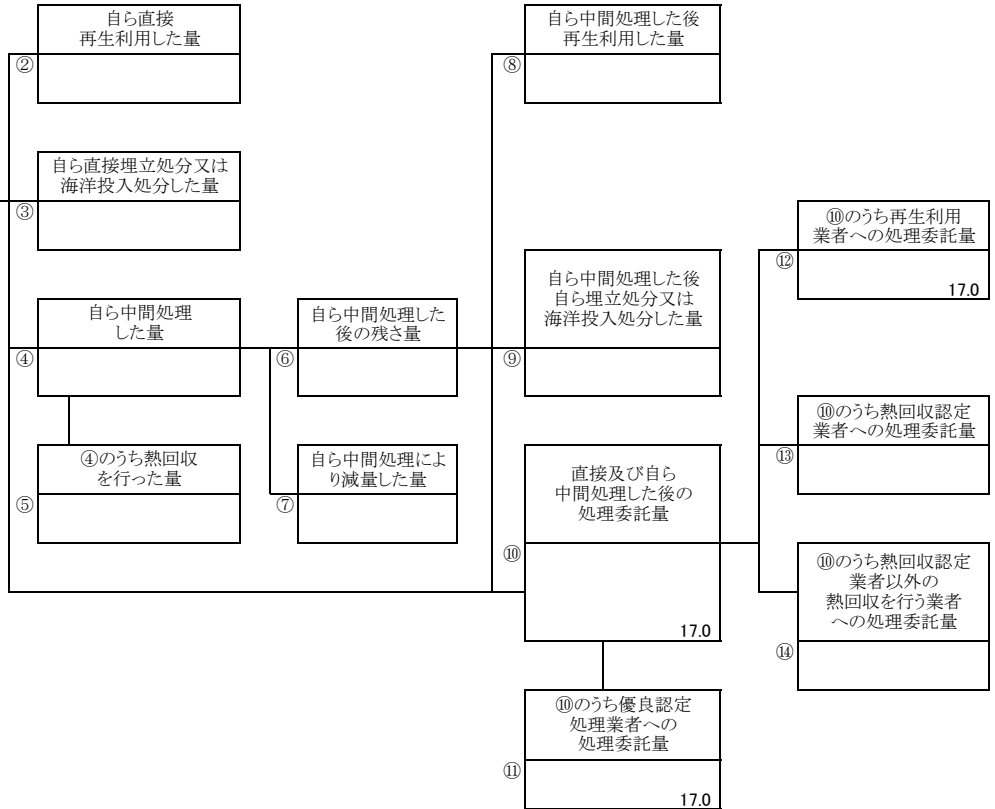 自ら直接
再生利用した量
②
自ら直接埋立処分又は
海洋投入処分した量
③
自ら中間処理
した量
④
④のうち熱回収
を行った量
⑤
自ら中間処理した
後の残さ量
⑥
自ら中間処理によ
り減量した量
⑦
自ら中間処理した後
再生利用した量
⑧
自ら中間処理した後
自ら埋立処分又は
海洋投入処分した量
⑨
直接及び自ら
中間処理した後の
処理委託量
⑩
17.0
⑩のうち優良認定
処理業者への
処理委託量
⑪
17.0
⑩のうち再生利用
業者への処理委託量
⑫
17.0
⑩のうち熱回収認定
業者への処理委託量
⑬
⑩のうち熱回収認定
業者以外の
熱回収を行う業者
への処理委託量
⑭